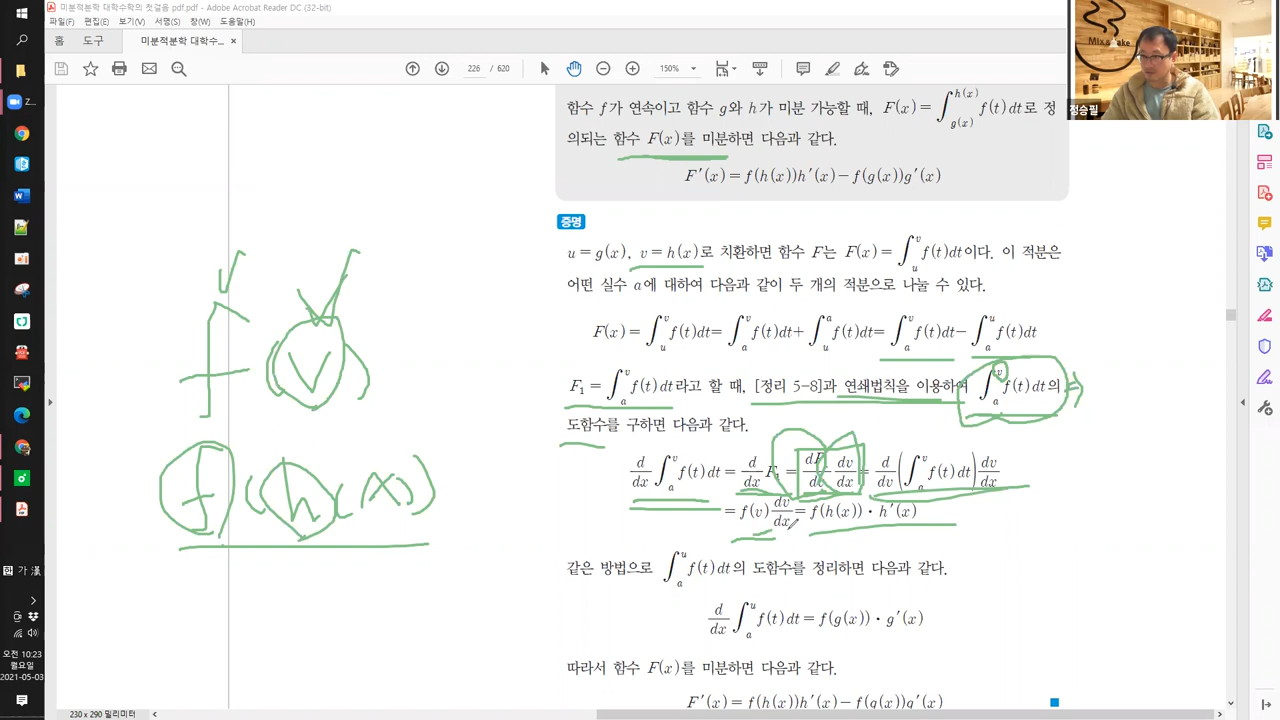 미분적분학 대학수학의 첫걸음 pdf.pdf - Adobe Acrobat Reader DC (32-bit)
파일(F) 편집(E) 보기(V) 서명(S) 창(W) 도움말(H)
홈 도구 미분적분학 대학수... ×
226 / 620 150%
Mix & Bake
정승필
함수 f가 연속이고 함수 g와 h가 미분 가능할 때, F(x)=∫_{g(x)}^{h(x)} f(t)dt로 정
의되는 함수 F(x)를 미분하면 다음과 같다.
F′(x)=f(h(x))h′(x)−f(g(x))g′(x)
증명
u=g(x), v=h(x)로 치환하면 함수 F는 F(x)=∫_u^v f(t)dt이다. 이 적분은
어떤 실수 a에 대하여 다음과 같이 두 개의 적분으로 나눌 수 있다.
F(x)=∫_u^v f(t)dt=∫_a^v f(t)dt+∫_u^a f(t)dt=∫_a^v f(t)dt−∫_a^u f(t)dt
F₁=∫_a^v f(t)dt라고 할 때, [정리 5-8]과 연쇄법칙을 이용하여 ∫_a^v f(t)dt의
도함수를 구하면 다음과 같다.
d/dx ∫_a^v f(t)dt = d/dx F₁ = dF₁/dv dv/dx = d/dv (∫_a^v f(t)dt) dv/dx
= f(v) dv/dx = f(h(x))·h′(x)
같은 방법으로 ∫_a^u f(t)dt의 도함수를 정리하면 다음과 같다.
d/dx ∫_a^u f(t)dt = f(g(x))·g′(x)
따라서 함수 F(x)를 미분하면 다음과 같다.
F′(x)=f(h(x))h′(x)−f(g(x))g′(x)
f (V)
f(h(x))
Z...
한 가 漢
오전 10:23
월요일
2021-05-03
230 x 290 밀리미터